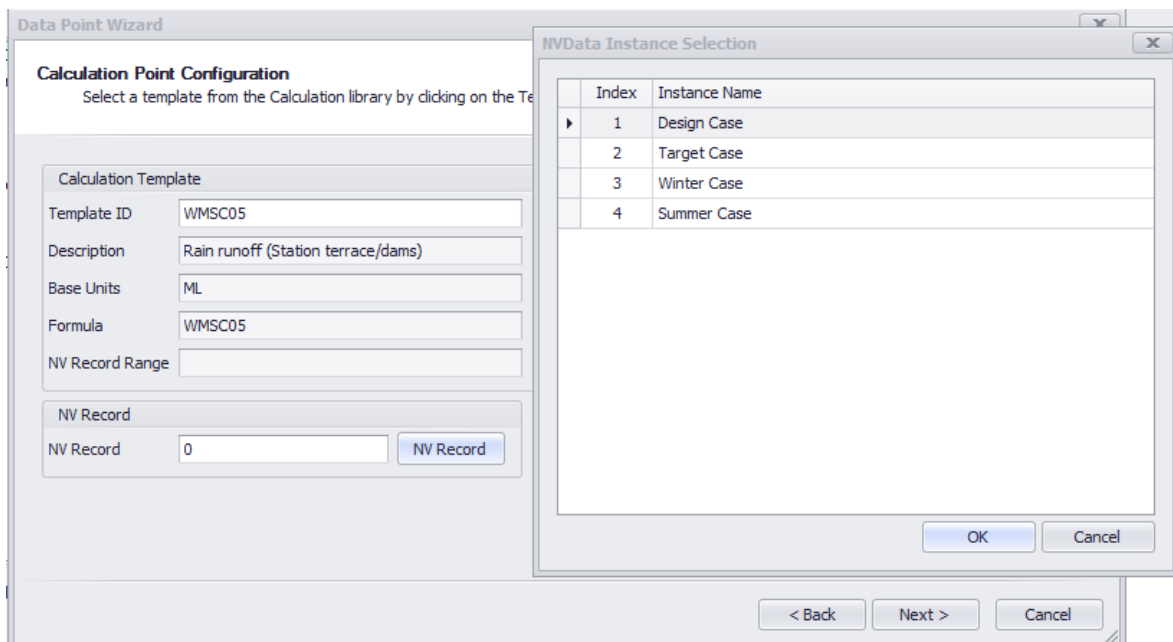 Data Point Wizard
Calculation Point Configuration
Select a template from the Calculation library by clicking on the Te
Calculation Template
Template ID WMSC05
Description Rain runoff (Station terrace/dams)
Base Units ML
Formula WMSC05
NV Record Range
NV Record
NV Record 0 NV Record
< Back Next > Cancel
NVData Instance Selection
Index Instance Name
1 Design Case
2 Target Case
3 Winter Case
4 Summer Case
OK Cancel